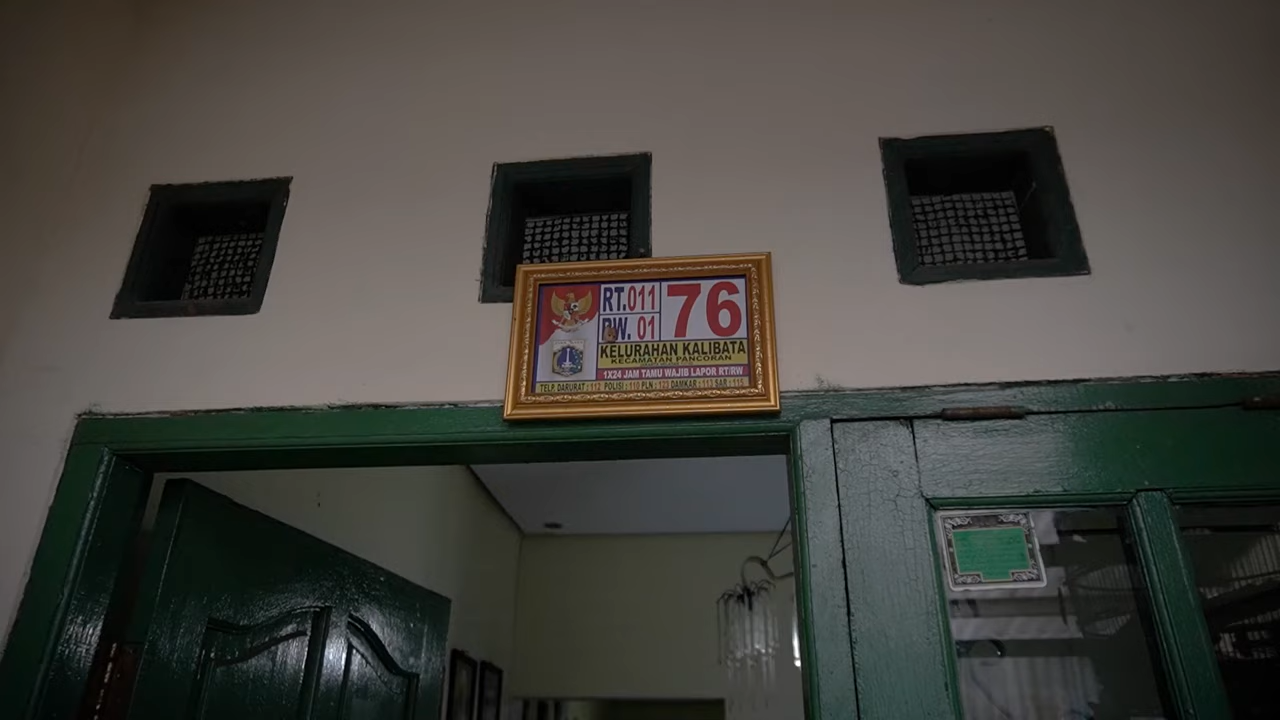 RT.011
RW. 01
76
KELURAHAN KALIBATA
KECAMATAN PANCORAN
1X24 JAM TAMU WAJIB LAPOR RT/RW
TELP. DARURAT : 112 POLISI : 110 PLN : 123 DAMKAR : 113 SAR : 115